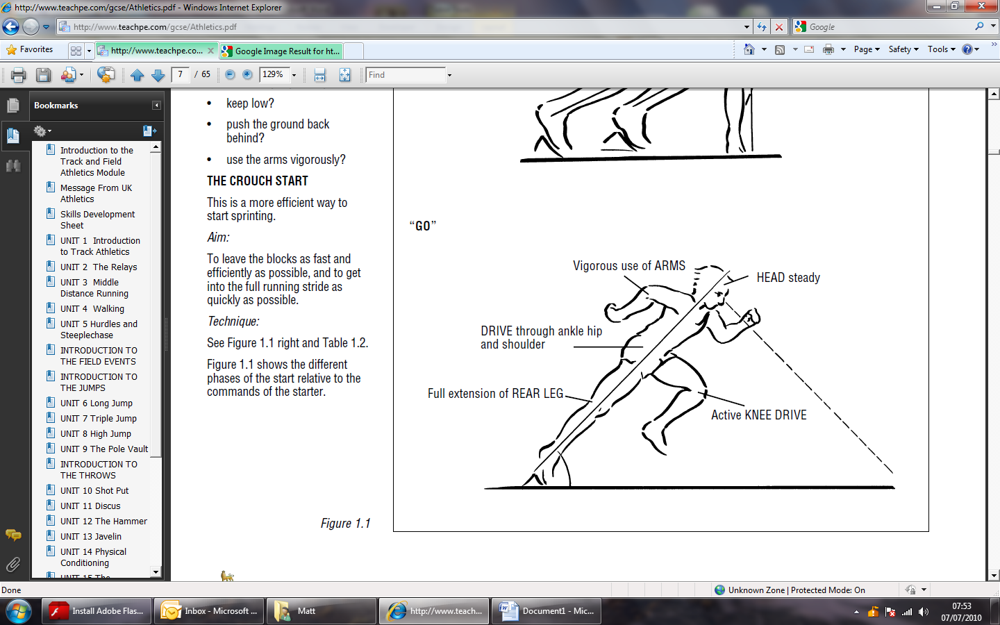 http://www.teachpe.com/gcse/Athletics.pdf - Windows Internet Explorer
http://www.teachpe.com/gcse/Athletics.pdf
Google
Favorites
http://www.teachpe.co...
Google Image Result for ht...
Page
Safety
Tools
7 / 65
129%
Find
Bookmarks
Introduction to the
Track and Field
Athletics Module
Message From UK
Athletics
Skills Development
Sheet
UNIT 1 Introduction
to Track Athletics
UNIT 2 The Relays
UNIT 3 Middle
Distance Running
UNIT 4 Walking
UNIT 5 Hurdles and
Steeplechase
INTRODUCTION TO
THE FIELD EVENTS
INTRODUCTION TO
THE JUMPS
UNIT 6 Long Jump
UNIT 7 Triple Jump
UNIT 8 High Jump
UNIT 9 The Pole Vault
INTRODUCTION TO
THE THROWS
UNIT 10 Shot Put
UNIT 11 Discus
UNIT 12 The Hammer
UNIT 13 Javelin
UNIT 14 Physical
Conditioning
UNIT 15 The
• keep low?
• push the ground back
behind?
• use the arms vigorously?
THE CROUCH START
This is a more efficient way to
start sprinting.
Aim:
To leave the blocks as fast and
efficiently as possible, and to get
into the full running stride as
quickly as possible.
Technique:
See Figure 1.1 right and Table 1.2.
Figure 1.1 shows the different
phases of the start relative to the
commands of the starter.
Figure 1.1
“GO”
Vigorous use of ARMS
HEAD steady
DRIVE through ankle hip
and shoulder
Full extension of REAR LEG
Active KNEE DRIVE
Done
Unknown Zone | Protected Mode: On
Install Adobe Flas...
Inbox - Microsoft ...
Matt
http://www.teach...
Document1 - Mic...
07:53
07/07/2010